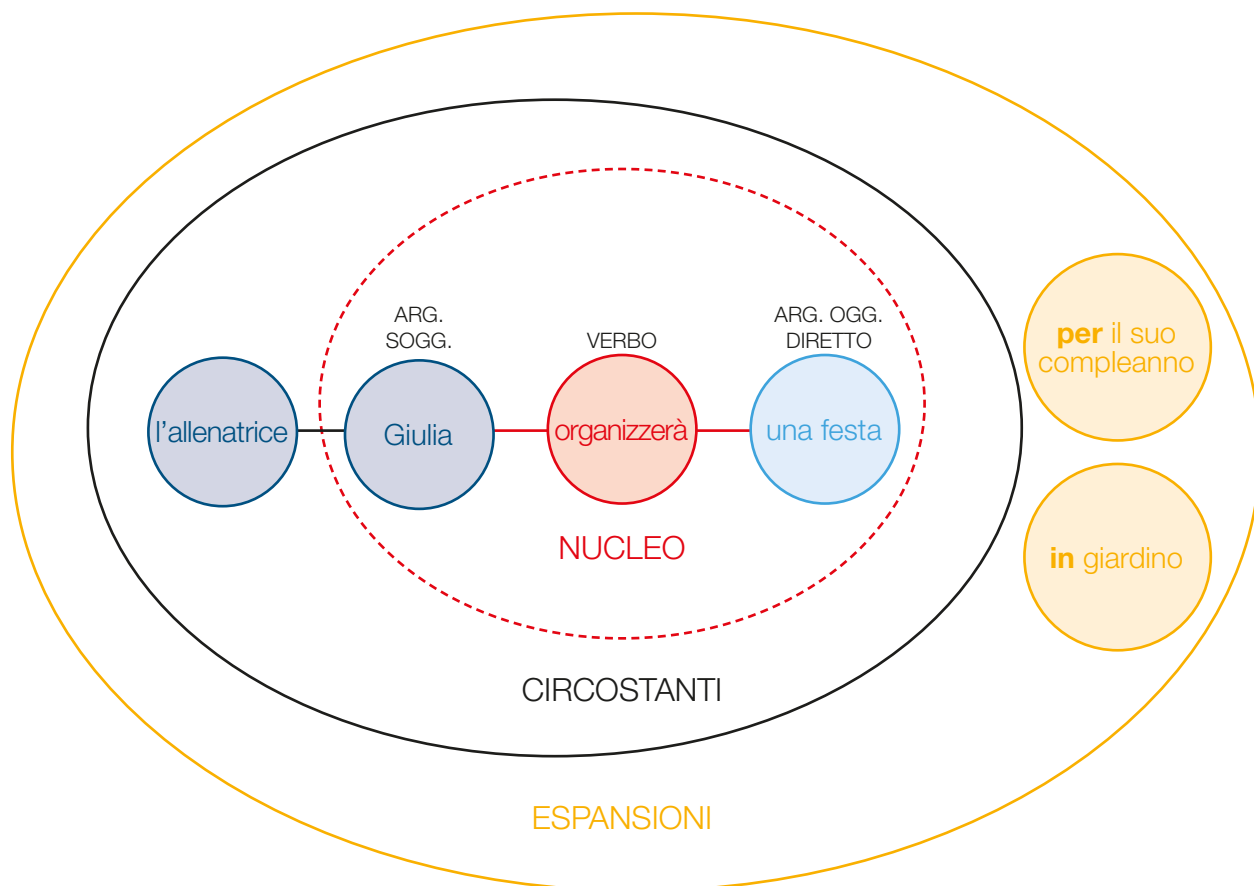 ARG.
SOGG.
VERBO
ARG. OGG.
DIRETTO
l'allenatrice
Giulia
organizzerà
una festa
per il suo
compleanno
in giardino
NUCLEO
CIRCOSTANTI
ESPANSIONI